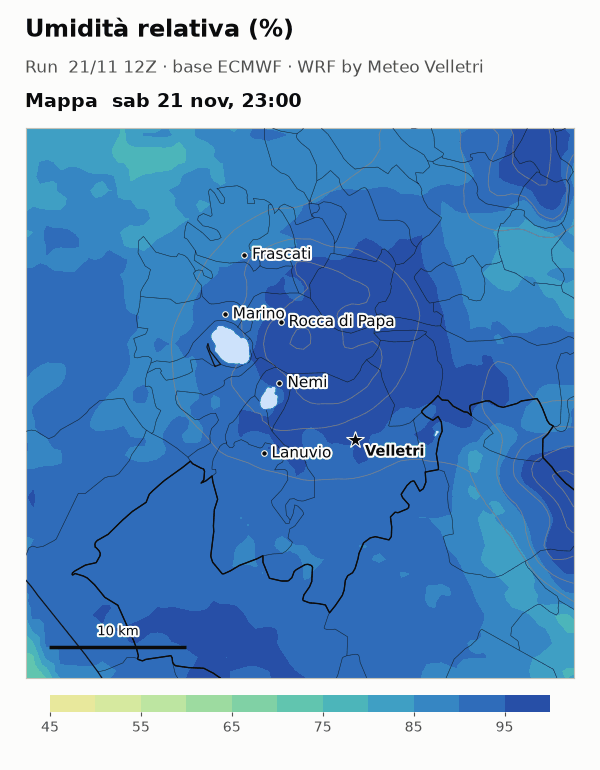 Umidità relativa (%)
Run  21/11 12Z · base ECMWF · WRF by Meteo Velletri
Mappa  sab 21 nov, 23:00
Frascati
Marino
Rocca di Papa
Nemi
Velletri
Lanuvio
10 km
45 55 65 75 85 95